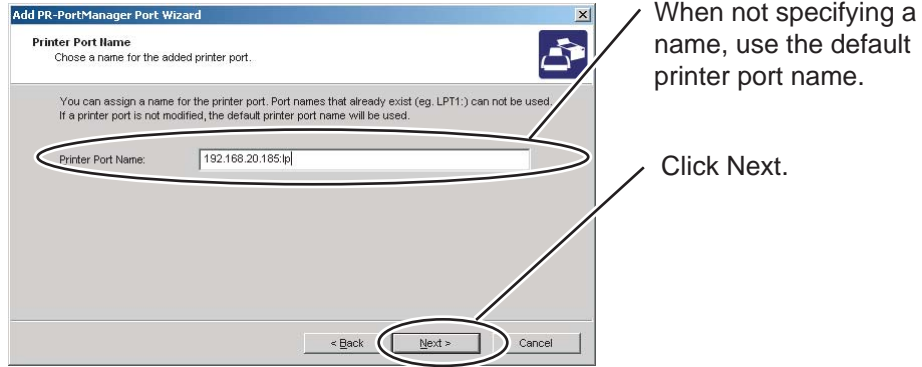 Add PR-PortManager Port Wizard
Printer Port Name
Chose a name for the added printer port.
You can assign a name for the printer port. Port names that already exist (eg. LPT1:) can not be used.
If a printer port is not modified, the default printer port name will be used.
Printer Port Name: 192.168.20.185:lp
< Back Next > Cancel
When not specifying a
name, use the default
printer port name.
Click Next.